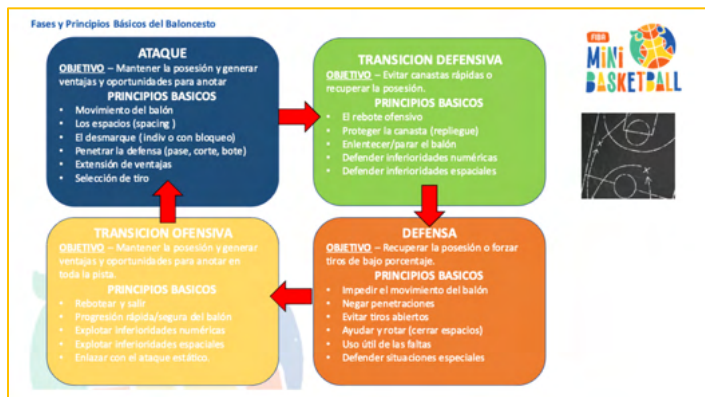 Fases y Principios Básicos del Baloncesto
ATAQUE
OBJETIVO – Mantener la posesión y generar
ventajas y oportunidades para anotar
PRINCIPIOS BASICOS
• Movimiento del balón
• Los espacios (spacing )
• El desmarque ( indiv o con bloqueo)
• Penetrar la defensa (pase, corte, bote)
• Extensión de ventajas
• Selección de tiro
TRANSICION DEFENSIVA
OBJETIVO – Evitar canastas rápidas o
recuperar la posesión.
PRINCIPIOS BASICOS
• El rebote ofensivo
• Proteger la canasta (repliegue)
• Enlentecer/parar el balón
• Defender inferioridades numéricas
• Defender inferioridades espaciales
FIBA
MINI
BASKETBALL
TRANSICION OFENSIVA
OBJETIVO – Mantener la posesión y generar
ventajas y oportunidades para anotar en
toda la pista.
PRINCIPIOS BASICOS
• Rebotear y salir
• Progresión rápida/segura del balón
• Explotar inferioridades numéricas
• Explotar inferioridades espaciales
• Enlazar con el ataque estático.
DEFENSA
OBJETIVO – Recuperar la posesión o forzar
tiros de bajo porcentaje.
PRINCIPIOS BASICOS
• Impedir el movimiento del balón
• Negar penetraciones
• Evitar tiros abiertos
• Ayudar y rotar (cerrar espacios)
• Uso útil de las faltas
• Defender situaciones especiales